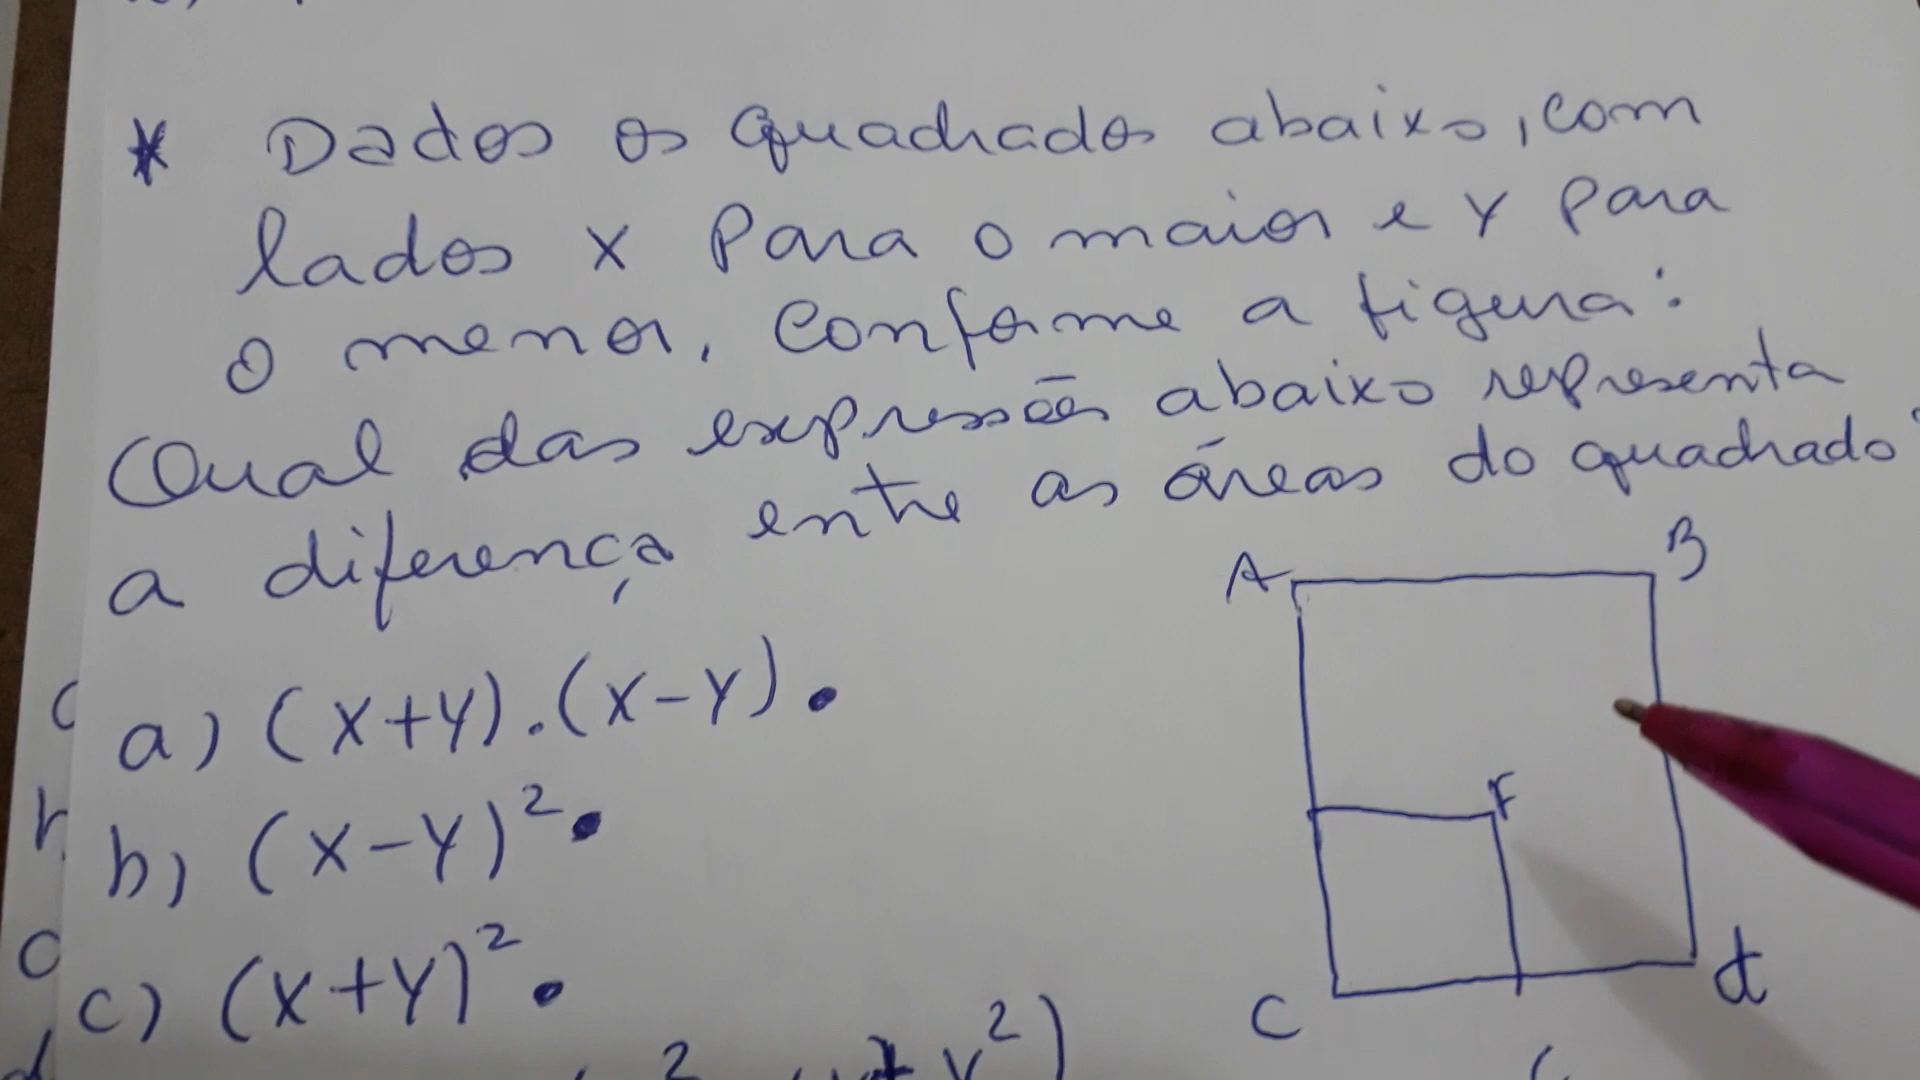 * Dados os quadrados abaixo, com
lados x para o maior e y para
o menor, conforme a figura:
Qual das expressões abaixo representa
a diferença entre as áreas do quadrado
A B
a) (x+y).(x-y).
F
b) (x-y)².
c) (x+y)².
C d